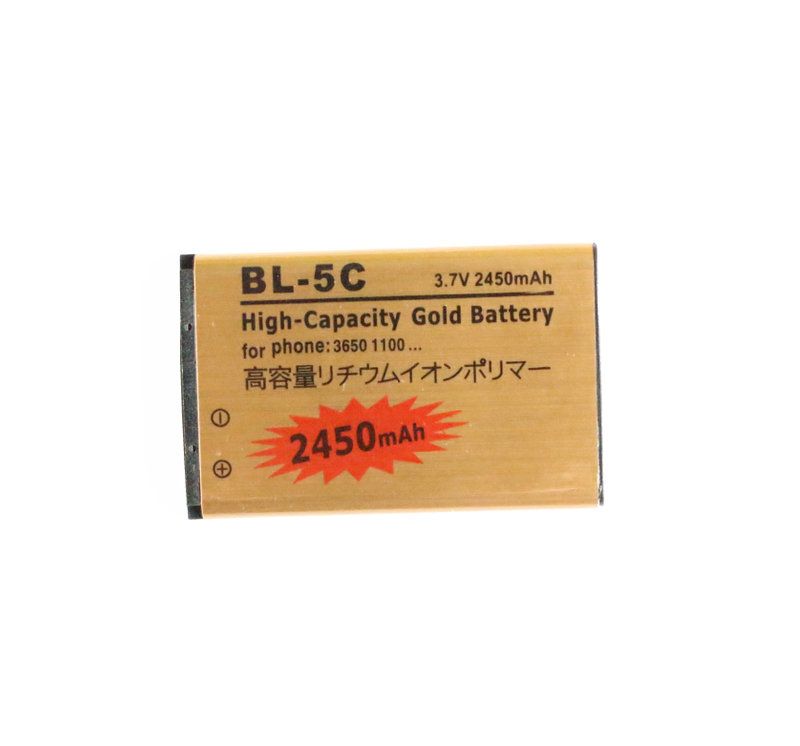 BL-5C 3.7V 2450mAh
High-Capacity Gold Battery
for phone: 3650 1100 ...
高容量リチウムイオンポリマー
2450mAh